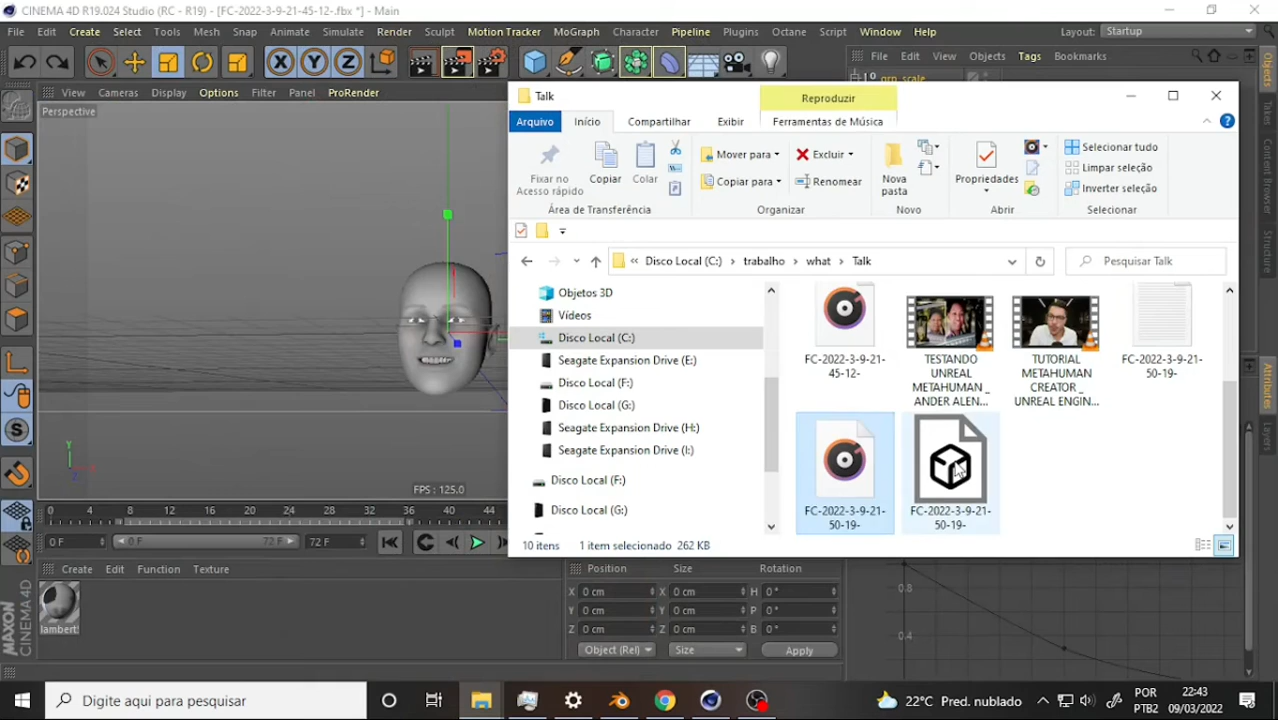 CINEMA 4D R19.024 Studio (RC - R19) - [FC-2022-3-9-21-45-12-.fbx *] - Main
File Edit Create Select Tools Mesh Snap Animate Simulate Render Sculpt Motion Tracker MoGraph Character Pipeline Plugins Octane Script Window Help Layout: Startup
X Y Z
File Edit View Objects Tags Bookmarks
grp_scale
View Cameras Display Options Filter Panel ProRender
Perspective
FPS : 125.0
Talk
Reproduzir
Arquivo Início Compartilhar Exibir Ferramentas de Música
Fixar no
Acesso rápido
Copiar
Colar
Área de Transferência
Mover para
Copiar para
Excluir
Renomear
Organizar
Nova
pasta
Novo
Propriedades
Abrir
Selecionar tudo
Limpar seleção
Inverter seleção
Selecionar
Disco Local (C:) trabalho what Talk
Pesquisar Talk
Objetos 3D
Vídeos
Disco Local (C:)
Seagate Expansion Drive (E:)
Disco Local (F:)
Disco Local (G:)
Seagate Expansion Drive (H:)
Seagate Expansion Drive (I:)
Disco Local (F:)
Disco Local (G:)
FC-2022-3-9-21-
45-12-
TESTANDO
UNREAL
METAHUMAN
_ ANDER ALEN...
TUTORIAL
METAHUMAN
CREATOR _
UNREAL ENGIN...
FC-2022-3-9-21-
50-19-
FC-2022-3-9-21-
50-19-
FC-2022-3-9-21-
50-19-
10 itens 1 item selecionado 262 KB
Objects
Takes
Content Browser
Structure
Attributes
Layers
0 4 8 12 16 20 24 28 32 36 40 44
0 F 0 F 72 F 72 F
Create Edit Function Texture
lambert!
MAXON
CINEMA 4D
Position Size Rotation
X 0 cm X 0 cm H 0 °
Y 0 cm Y 0 cm P 0 °
Z 0 cm Z 0 cm B 0 °
Object (Rel) Size Apply
0.8
0.4
Digite aqui para pesquisar
22°C Pred. nublado
POR
PTB2
22:43
09/03/2022